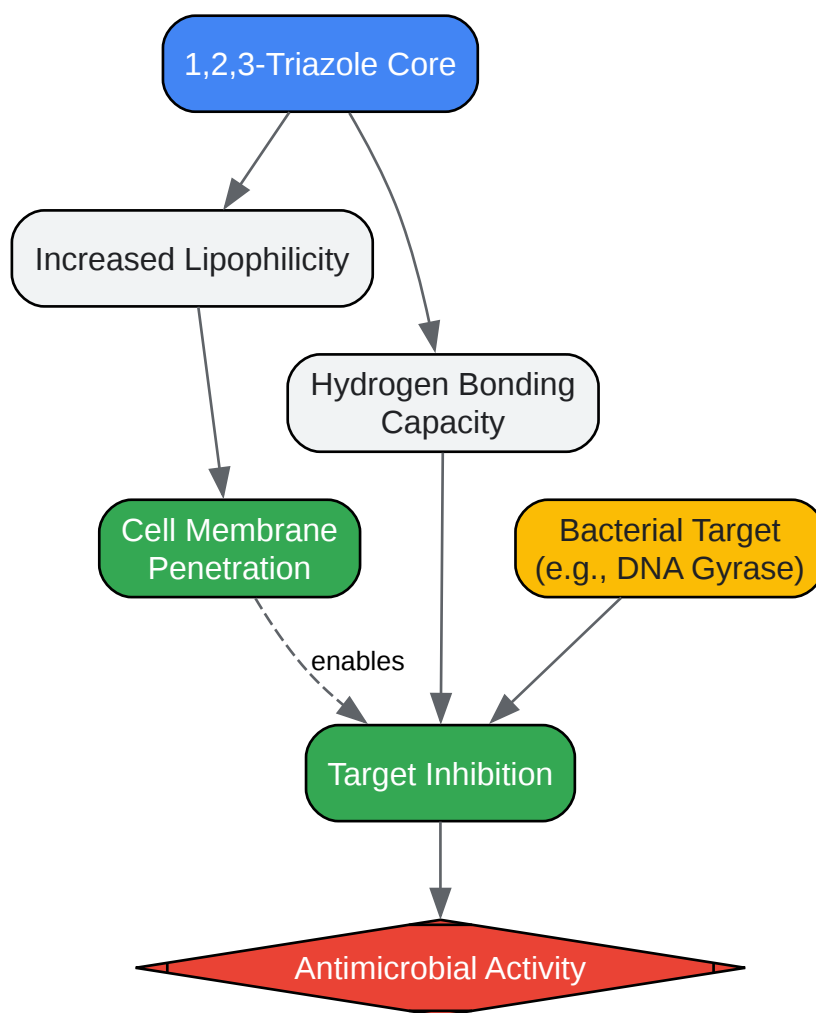 1,2,3-Triazole Core
Increased Lipophilicity
Hydrogen Bonding
Capacity
Cell Membrane
Penetration
Bacterial Target
(e.g., DNA Gyrase)
enables
Target Inhibition
Antimicrobial Activity